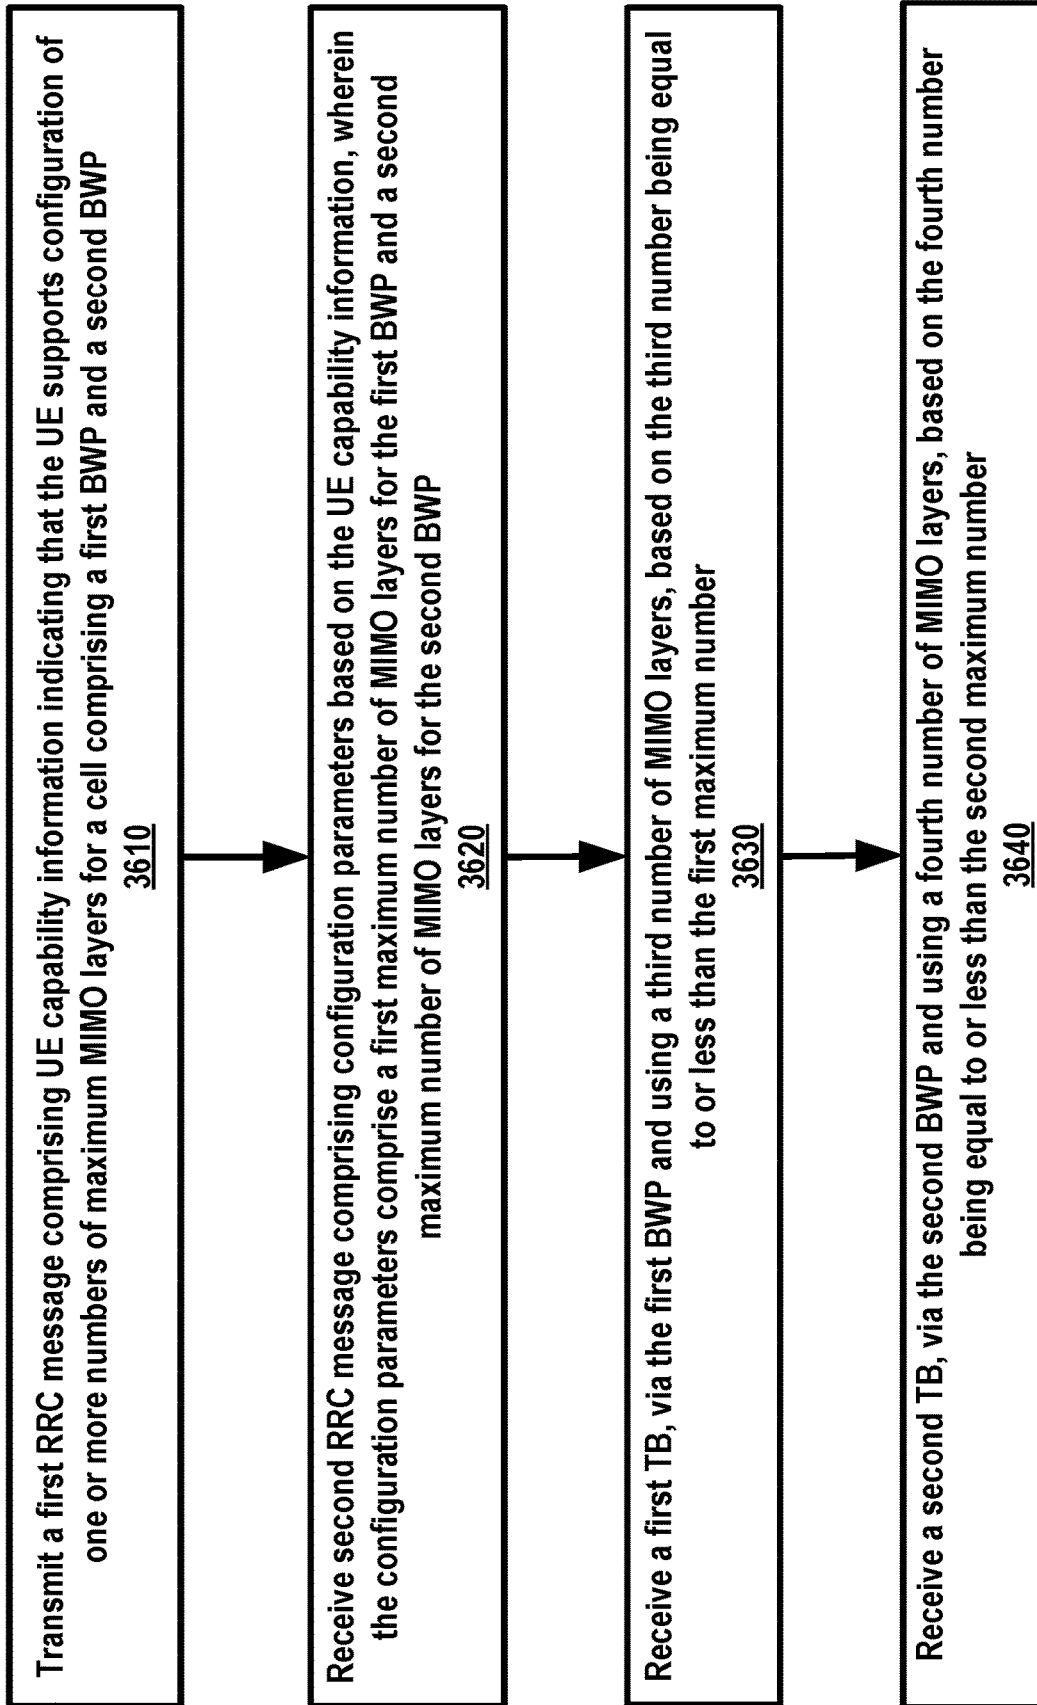 Transmit a first RRC message comprising UE capability information indicating that the UE supports configuration of
one or more numbers of maximum MIMO layers for a cell comprising a first BWP and a second BWP
3610
Receive second RRC message comprising configuration parameters based on the UE capability information, wherein
the configuration parameters comprise a first maximum number of MIMO layers for the first BWP and a second
maximum number of MIMO layers for the second BWP
3620
Receive a first TB, via the first BWP and using a third number of MIMO layers, based on the third number being equal
to or less than the first maximum number
3630
Receive a second TB, via the second BWP and using a fourth number of MIMO layers, based on the fourth number
being equal to or less than the second maximum number
3640